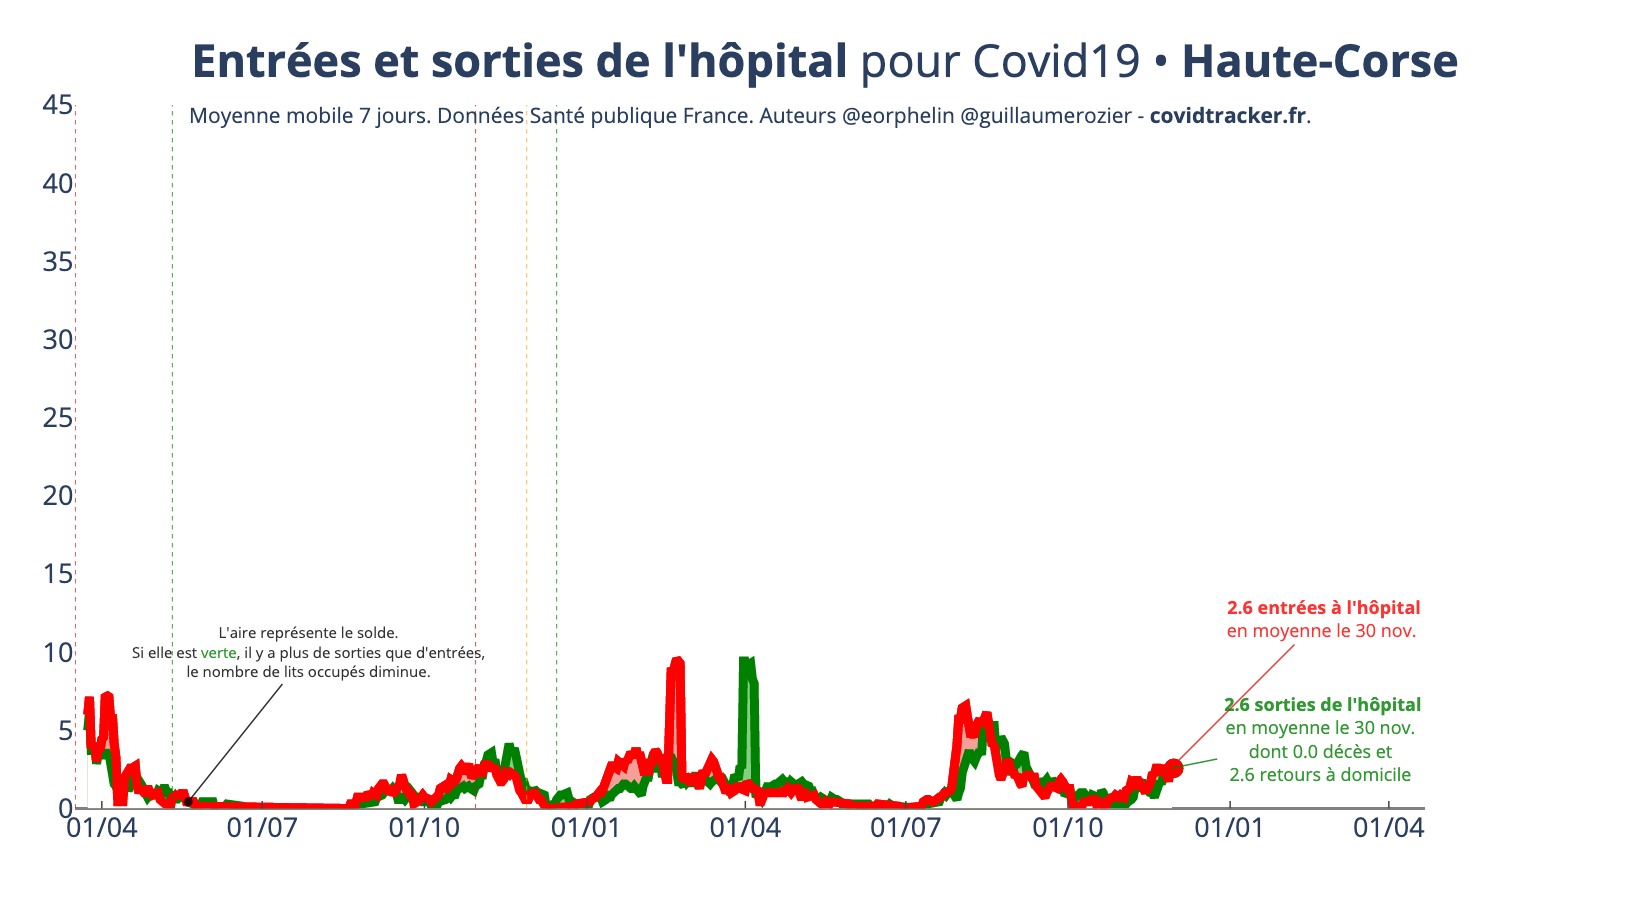 Entrées et sorties de l'hôpital pour Covid19 • Haute-Corse
Moyenne mobile 7 jours. Données Santé publique France. Auteurs @eorphelin @guillaumerozier - covidtracker.fr.
45
40
35
30
25
20
15
10
5
0
L'aire représente le solde.
Si elle est verte, il y a plus de sorties que d'entrées,
le nombre de lits occupés diminue.
2.6 entrées à l'hôpital
en moyenne le 30 nov.
2.6 sorties de l'hôpital
en moyenne le 30 nov.
dont 0.0 décès et
2.6 retours à domicile
01/04
01/07
01/10
01/01
01/04
01/07
01/10
01/01
01/04